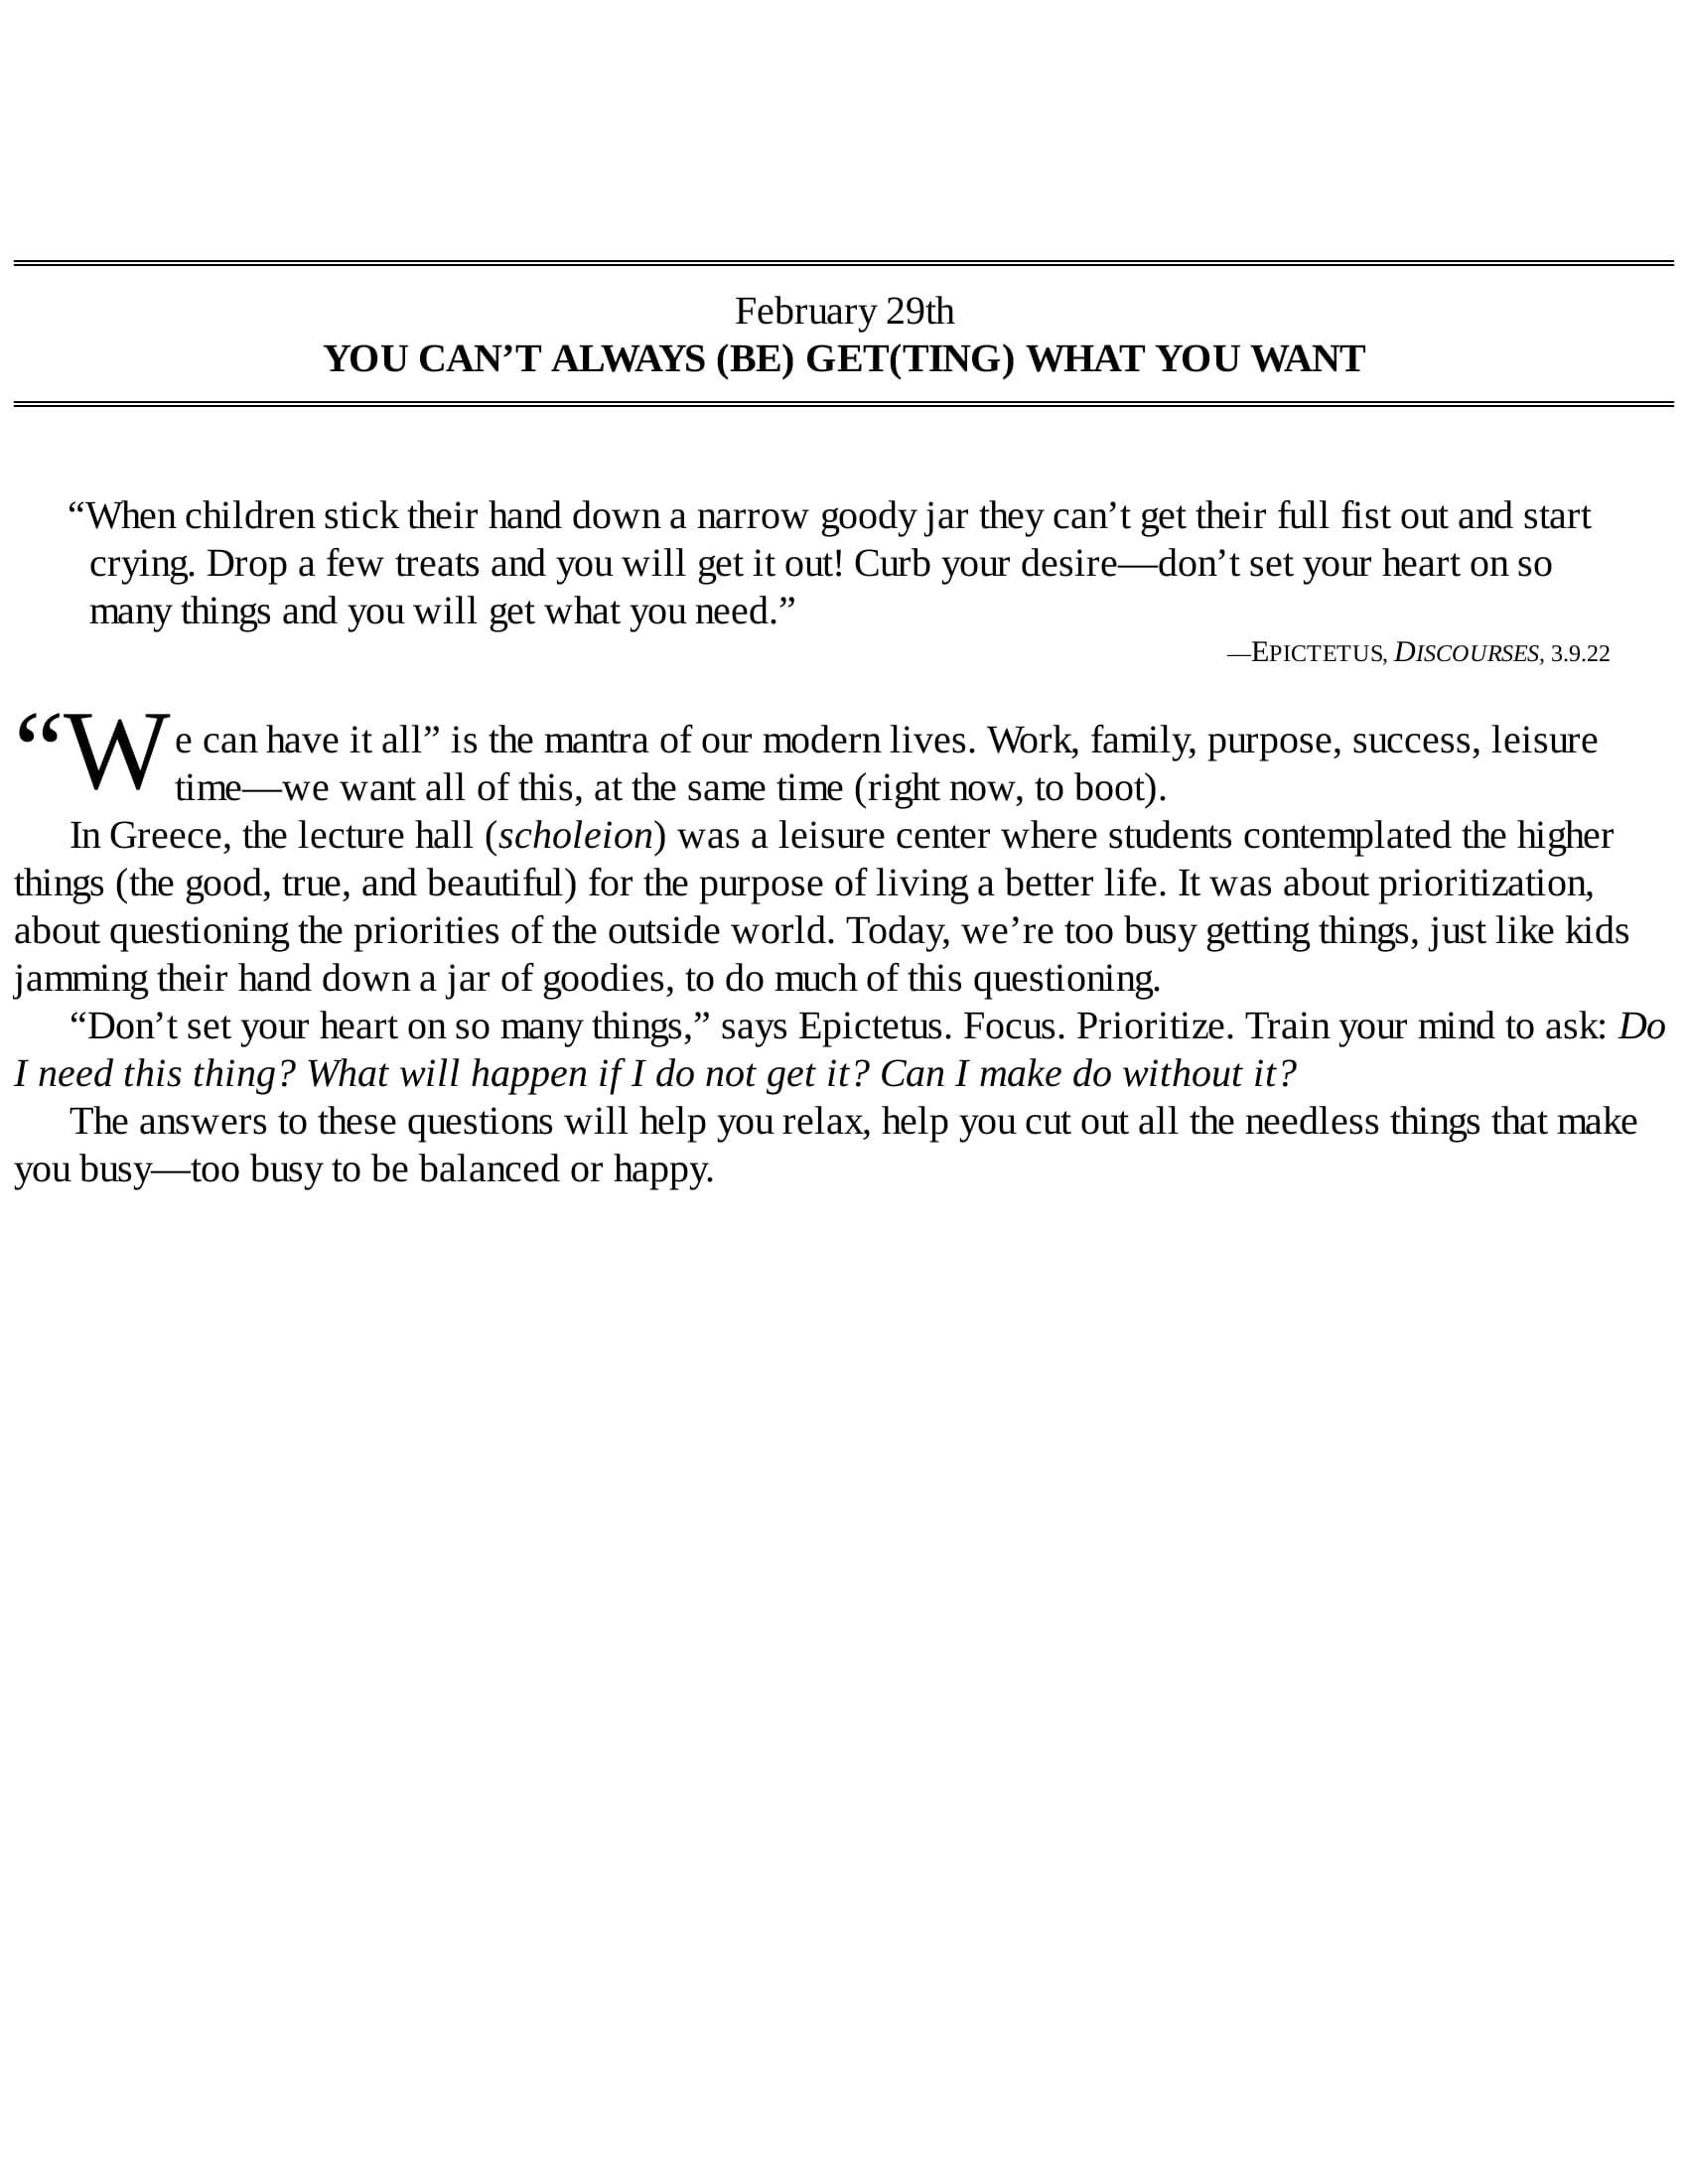 February 29th
YOU CAN’T ALWAYS (BE) GET(TING) WHAT YOU WANT
“When children stick their hand down a narrow goody jar they can’t get their full fist out and start
crying. Drop a few treats and you will get it out! Curb your desire—don’t set your heart on so
many things and you will get what you need.”
—EPICTETUS, DISCOURSES, 3.9.22
“We can have it all” is the mantra of our modern lives. Work, family, purpose, success, leisure
time—we want all of this, at the same time (right now, to boot).
In Greece, the lecture hall (scholeion) was a leisure center where students contemplated the higher
things (the good, true, and beautiful) for the purpose of living a better life. It was about prioritization,
about questioning the priorities of the outside world. Today, we’re too busy getting things, just like kids
jamming their hand down a jar of goodies, to do much of this questioning.
“Don’t set your heart on so many things,” says Epictetus. Focus. Prioritize. Train your mind to ask: Do
I need this thing? What will happen if I do not get it? Can I make do without it?
The answers to these questions will help you relax, help you cut out all the needless things that make
you busy—too busy to be balanced or happy.